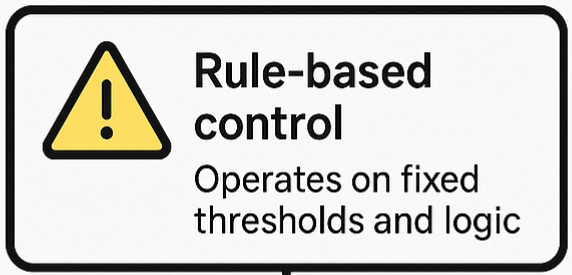 Rule-based
control
Operates on fixed
thresholds and logic